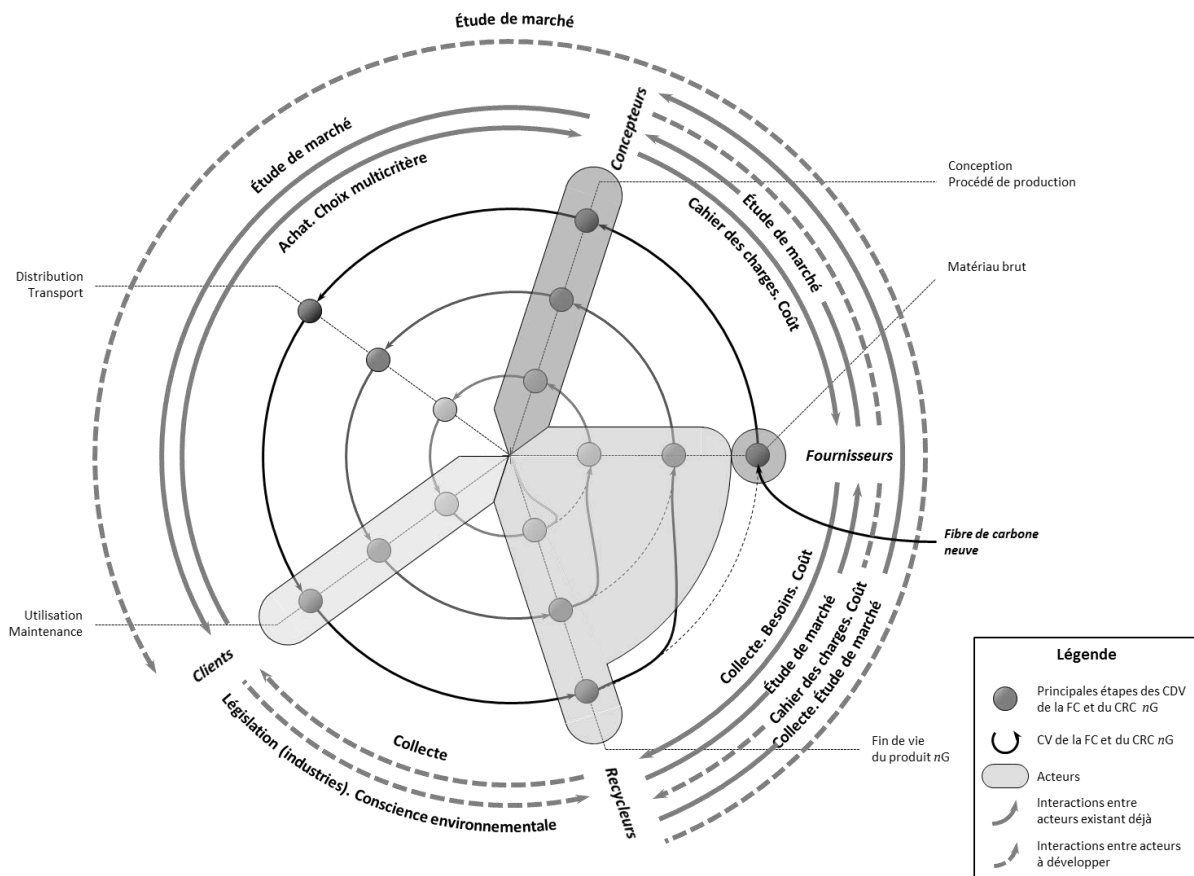 Étude de marché
Étude de marché
Achat. Choix multicritère
Concepteurs
Étude de marché
Cahier des charges. Coût
Conception
Procédé de production
Matériau brut
Distribution
Transport
Fournisseurs
Fibre de carbone
neuve
Utilisation
Maintenance
Clients
Collecte
Législation (industries). Conscience environnementale
Recycleurs
Collecte. Besoins. Coût
Étude de marché
Cahier des charges. Coût
Collecte. Étude de marché
Fin de vie
du produit nG
Légende
Principales étapes des CDV
de la FC et du CRC nG
CV de la FC et du CRC nG
Acteurs
Interactions entre
acteurs existant déjà
Interactions entre acteurs
à développer